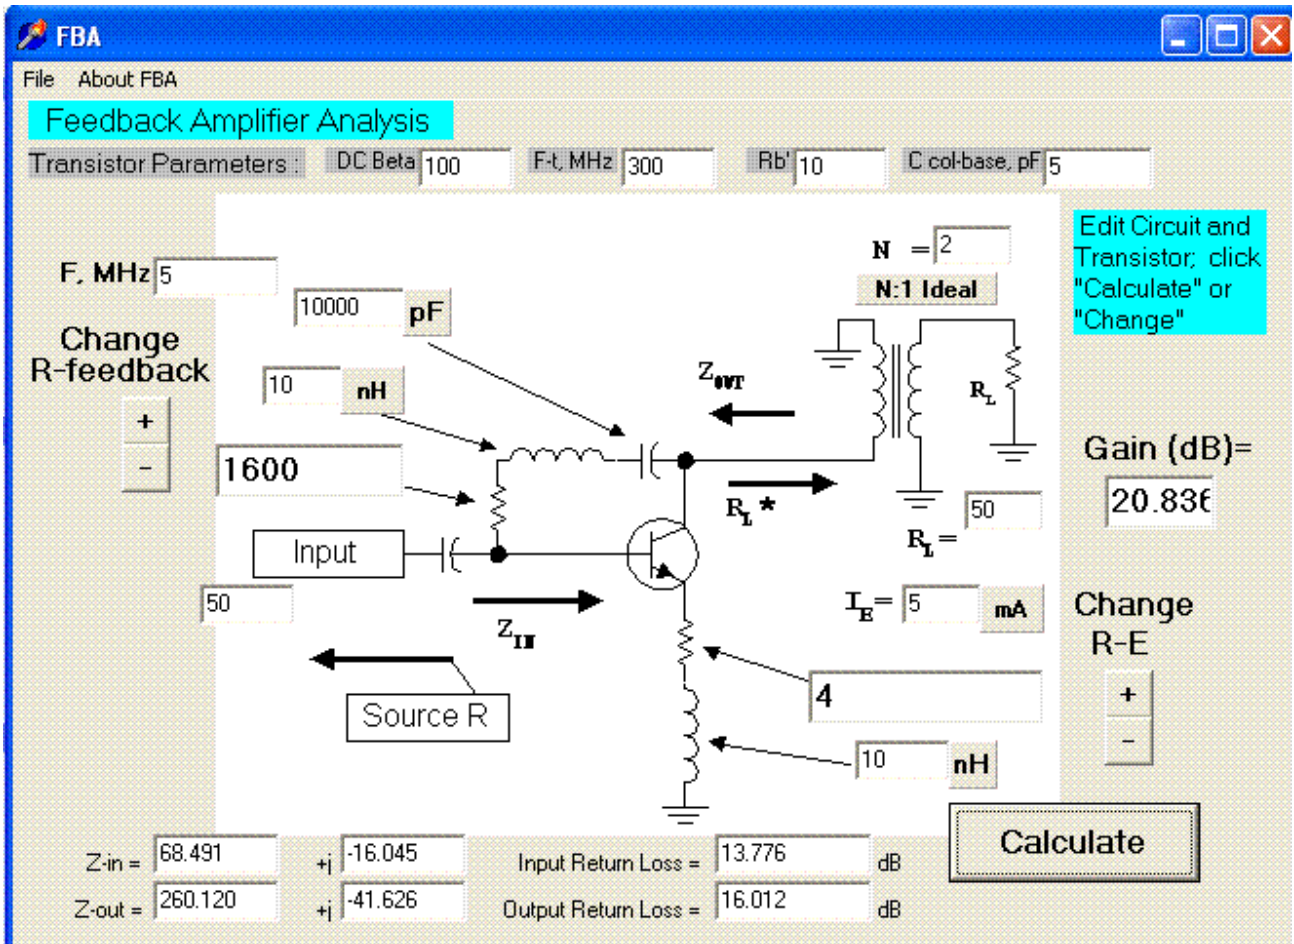 FBA
File About FBA
Feedback Amplifier Analysis
Transistor Parameters : DC Beta 100 F-t, MHz 300 Rb' 10 C col-base, pF 5
F, MHz 5
10000 pF
N = 2
N:1 Ideal
Edit Circuit and
Transistor; click
"Calculate" or
"Change"
Change
R-feedback
+
-
10 nH
1600
Z OUT
R L
R L *
Gain (dB)=
20.836
R L = 50
Input
50
Z IN
Source R
I E = 5 mA
Change
R-E
+
-
4
10 nH
Calculate
Z-in = 68.491 +j -16.045 Input Return Loss = 13.776 dB
Z-out = 260.120 +j -41.626 Output Return Loss = 16.012 dB